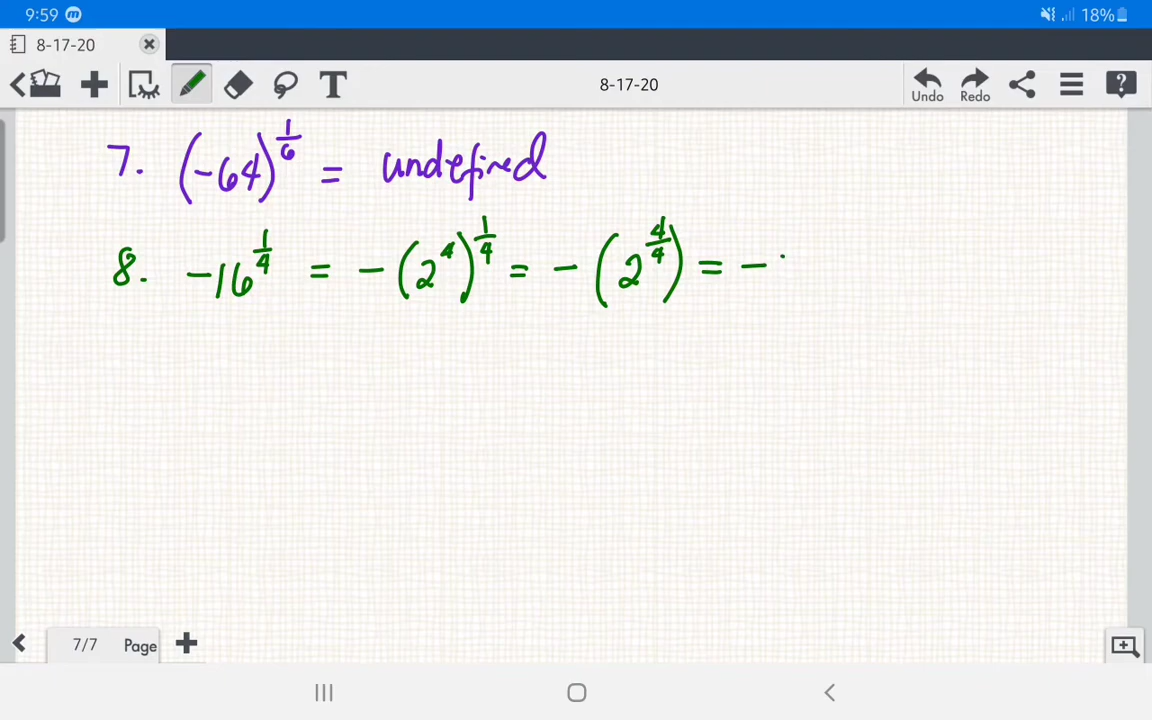 9:59 18%
8-17-20
8-17-20 Undo Redo
7. (-64)^{1/6} = undefined
8. -16^{1/4} = -(2^4)^{1/4} = -(2^{4/4}) = -
7/7 Page